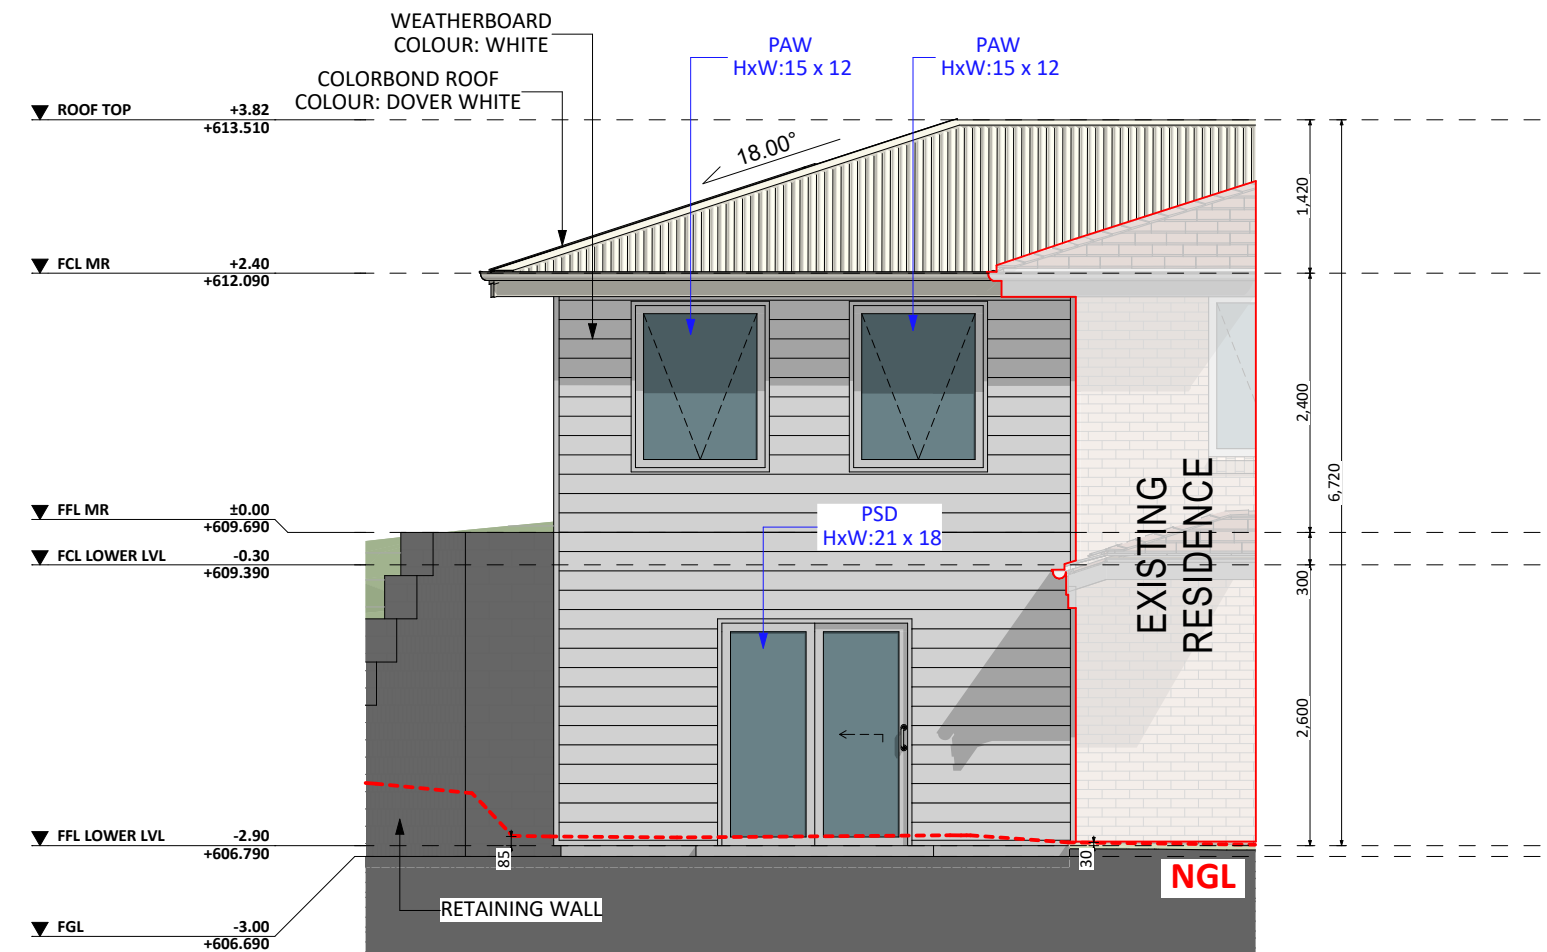 WEATHERBOARD
COLOUR: WHITE
PAW
HxW:15 x 12
PAW
HxW:15 x 12
COLORBOND ROOF
COLOUR: DOVER WHITE
ROOF TOP +3.82
+613.510
18.00°
1,420
FCL MR +2.40
+612.090
2,400
6,720
EXISTING
RESIDENCE
FFL MR ±0.00
+609.690
PSD
HxW:21 x 18
FCL LOWER LVL -0.30
+609.390
300
2,600
FFL LOWER LVL -2.90
+606.790
85
30
NGL
RETAINING WALL
FGL -3.00
+606.690